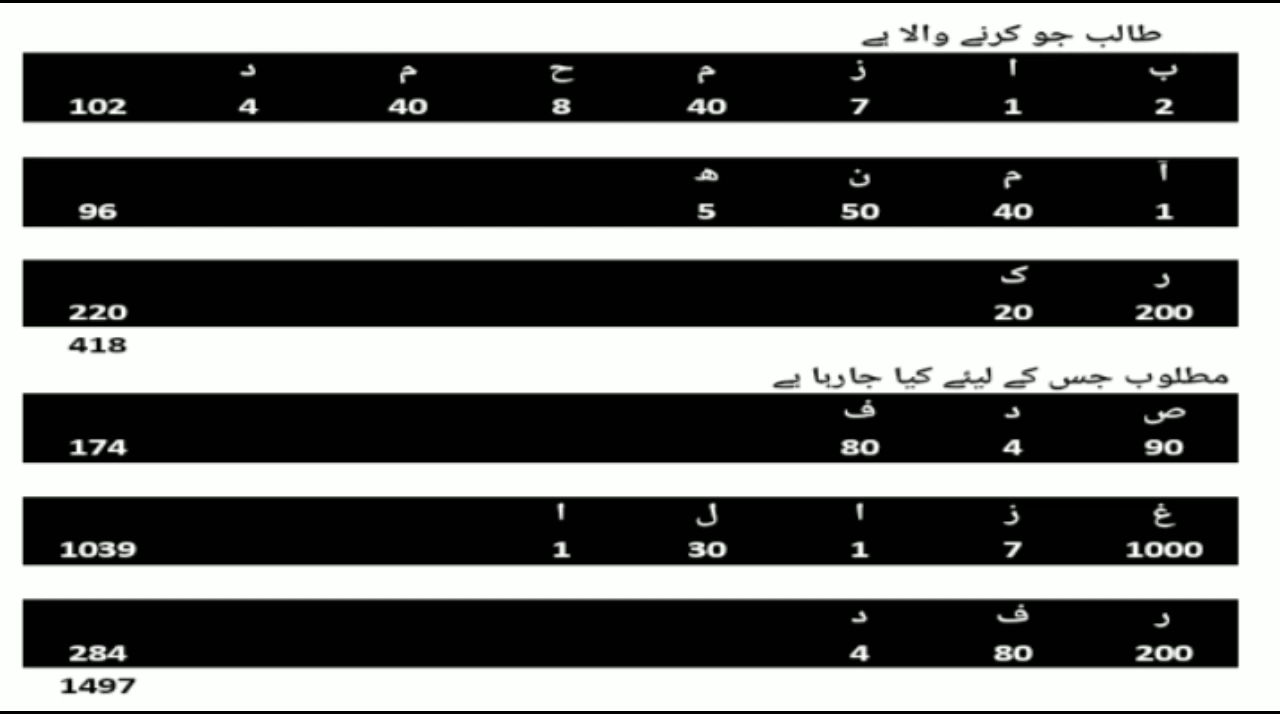 طالب جو کرنے والا ہے
ب ا ز م ح م د
2 1 7 40 8 40 4 102
آ م ن ھ
1 40 50 5 96
ر ک
200 20 220
418
مطلوب جس کے لیئے کیا جارہا ہے
ص د ف
90 4 80 174
غ ز ا ل ا
1000 7 1 30 1 1039
ر ف د
200 80 4 284
1497